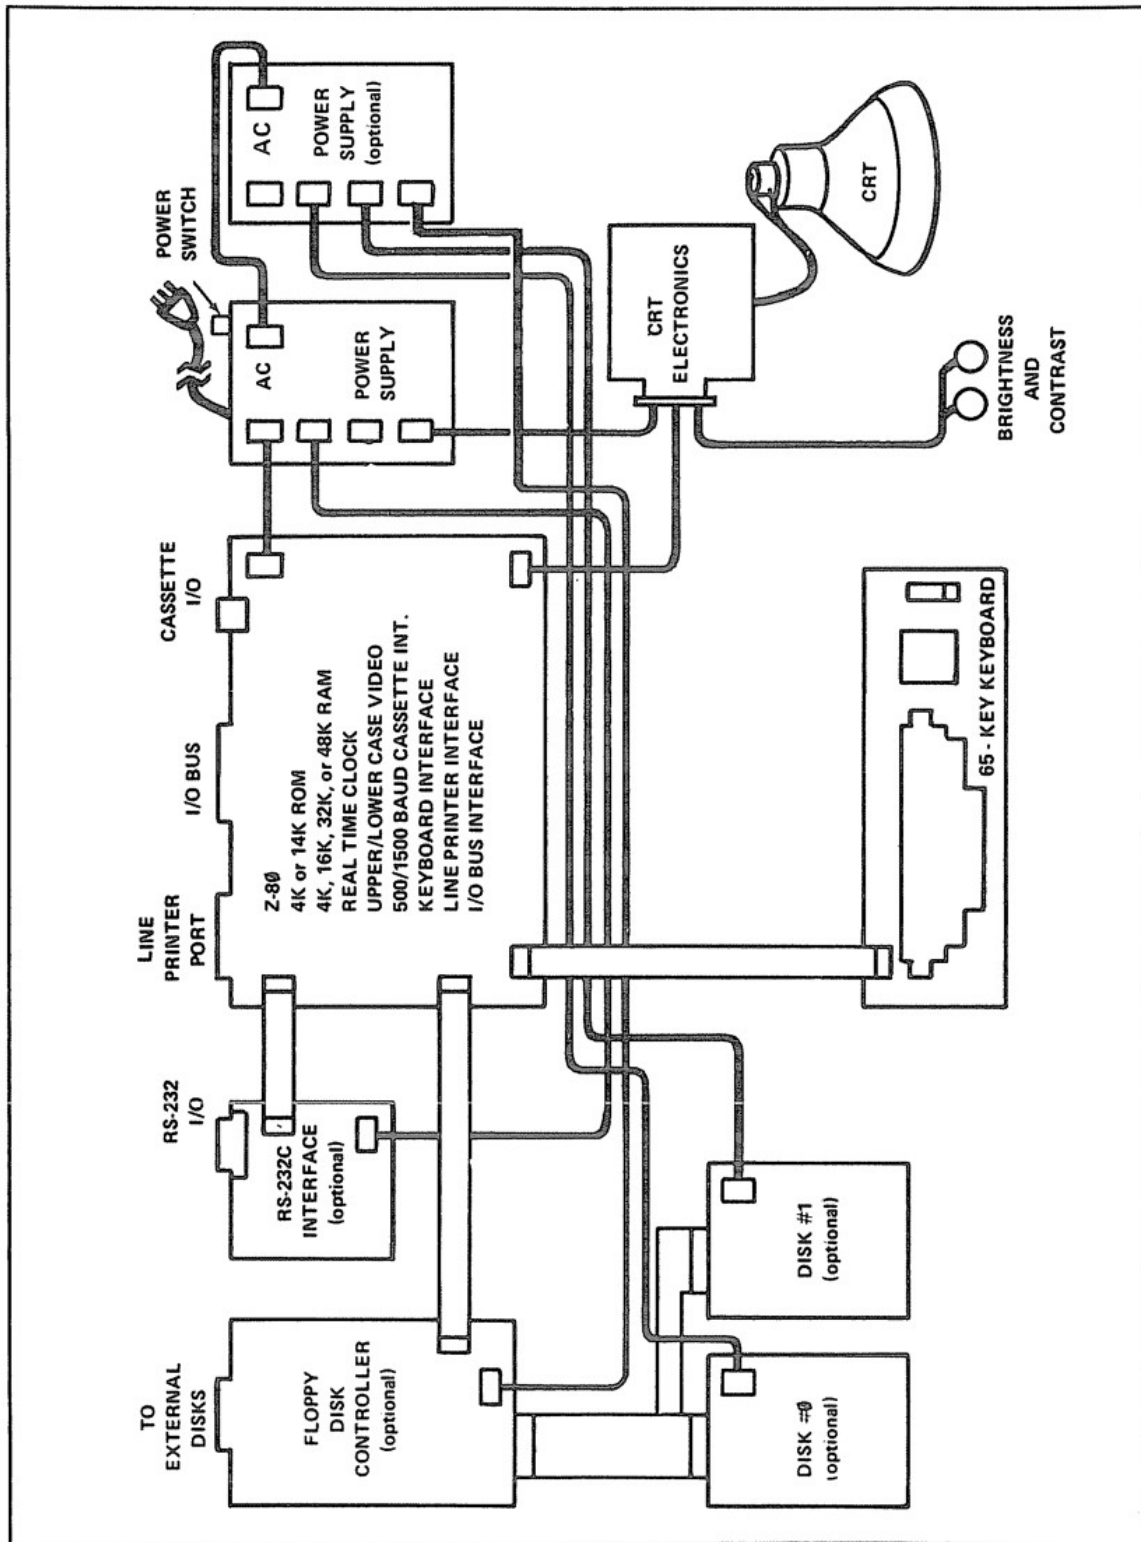 TO
EXTERNAL
DISKS
RS-232
I/O
LINE
PRINTER
PORT
I/O BUS
CASSETTE
I/O
POWER
SWITCH
FLOPPY
DISK
CONTROLLER
(optional)
RS-232C
INTERFACE
(optional)
Z-80
4K or 14K ROM
4K, 16K, 32K, or 48K RAM
REAL TIME CLOCK
UPPER/LOWER CASE VIDEO
500/1500 BAUD CASSETTE INT.
KEYBOARD INTERFACE
LINE PRINTER INTERFACE
I/O BUS INTERFACE
AC
POWER
SUPPLY
AC
POWER
SUPPLY
(optional)
CRT
ELECTRONICS
CRT
DISK #0
(optional)
DISK #1
(optional)
65 - KEY KEYBOARD
BRIGHTNESS
AND
CONTRAST